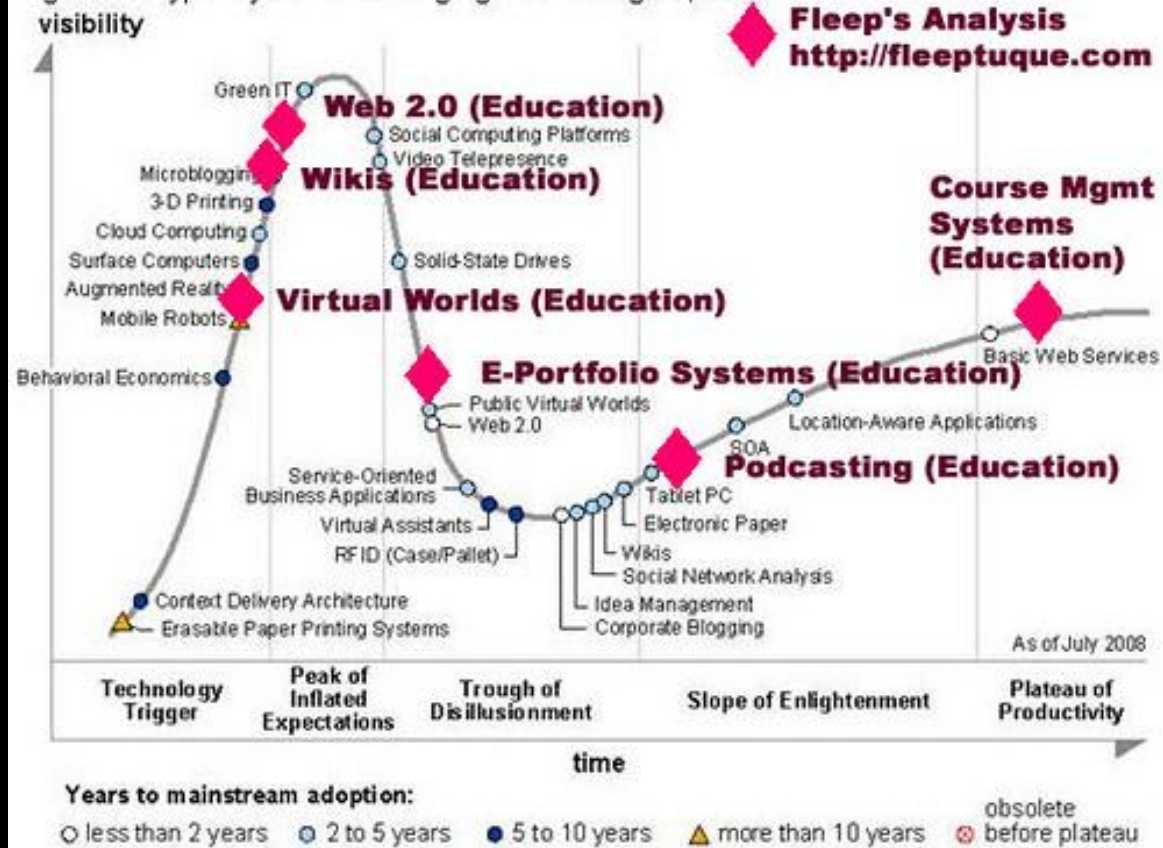 visibility
Fleep's Analysis
http://fleeptuque.com
Green IT
Web 2.0 (Education)
Social Computing Platforms
Video Telepresence
Microblogging
Wikis (Education)
3-D Printing
Cloud Computing
Surface Computers
Solid-State Drives
Augmented Reality
Virtual Worlds (Education)
Mobile Robots
Course Mgmt
Systems
(Education)
Basic Web Services
Behavioral Economics
E-Portfolio Systems (Education)
Public Virtual Worlds
Web 2.0
Location-Aware Applications
SOA
Podcasting (Education)
Service-Oriented
Business Applications
Virtual Assistants
RFID (Case/Pallet)
Tablet PC
Electronic Paper
Wikis
Social Network Analysis
Idea Management
Corporate Blogging
Context Delivery Architecture
Erasable Paper Printing Systems
As of July 2008
Technology
Trigger
Peak of
Inflated
Expectations
Trough of
Disillusionment
Slope of Enlightenment
Plateau of
Productivity
time
Years to mainstream adoption:
less than 2 years
2 to 5 years
5 to 10 years
more than 10 years
obsolete
before plateau